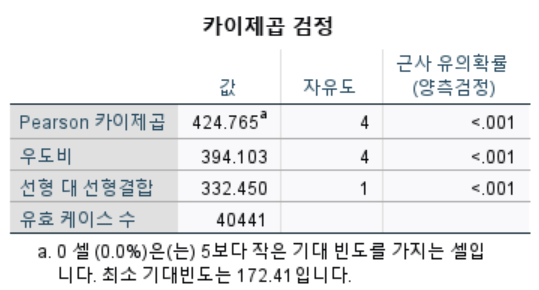 카이제곱 검정
값 자유도 근사 유의확률 (양측검정)
Pearson 카이제곱 424.765a 4 <.001
우도비 394.103 4 <.001
선형 대 선형결합 332.450 1 <.001
유효 케이스 수 40441
a. 0 셀 (0.0%)은(는) 5보다 작은 기대 빈도를 가지는 셀입
니다. 최소 기대빈도는 172.41입니다.